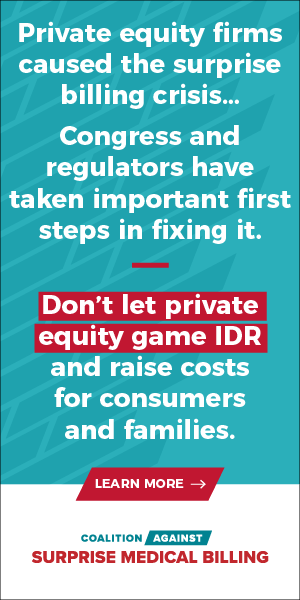 Private equity firms
caused the surprise
billing crisis...
Congress and
regulators have
taken important first
steps in fixing it.
Don't let private
equity game IDR
and raise costs
for consumers
and families.
LEARN MORE →
COALITION AGAINST
SURPRISE MEDICAL BILLING